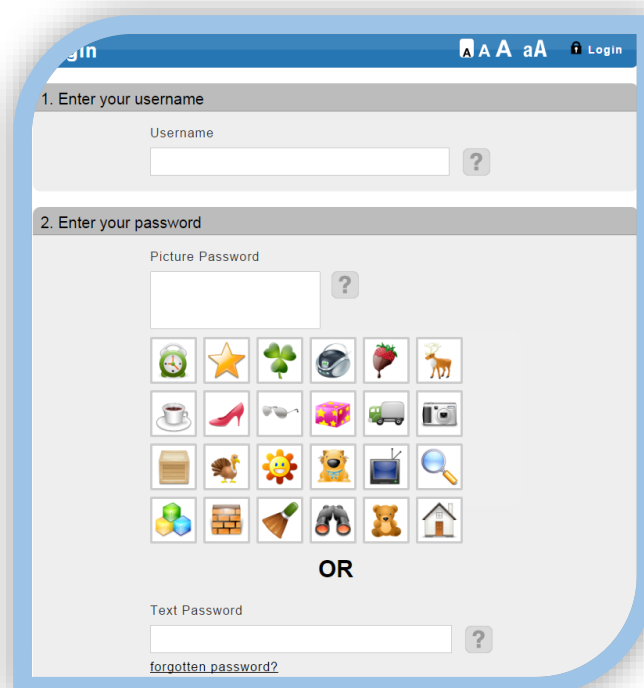 gin
A A A aA Login
1. Enter your username
Username
?
2. Enter your password
Picture Password
?
OR
Text Password
?
forgotten password?